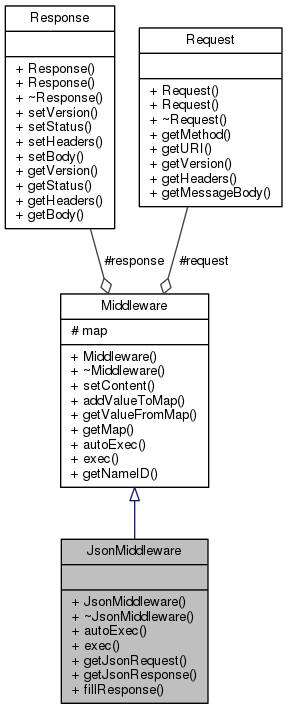 Response
+ Response()
+ Response()
+ ~Response()
+ setVersion()
+ setStatus()
+ setHeaders()
+ setBody()
+ getVersion()
+ getStatus()
+ getHeaders()
+ getBody()
Request
+ Request()
+ Request()
+ ~Request()
+ getMethod()
+ getURI()
+ getVersion()
+ getHeaders()
+ getMessageBody()
#response
#request
Middleware
# map
+ Middleware()
+ ~Middleware()
+ setContent()
+ addValueToMap()
+ getValueFromMap()
+ getMap()
+ autoExec()
+ exec()
+ getNameID()
JsonMiddleware
+ JsonMiddleware()
+ ~JsonMiddleware()
+ autoExec()
+ exec()
+ getJsonRequest()
+ getJsonResponse()
+ fillResponse()